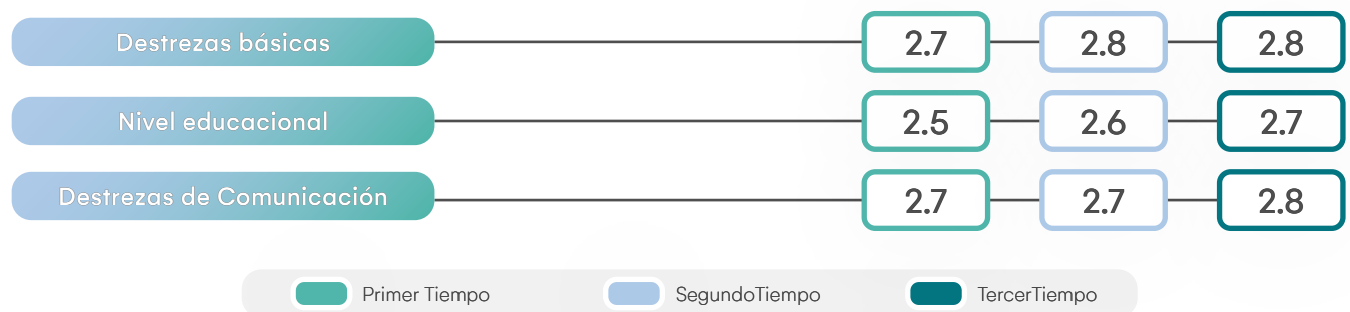 Destrezas básicas 2.7 2.8 2.8
Nivel educacional 2.5 2.6 2.7
Destrezas de Comunicación 2.7 2.7 2.8
Primer Tiempo SegundoTiempo TercerTiempo